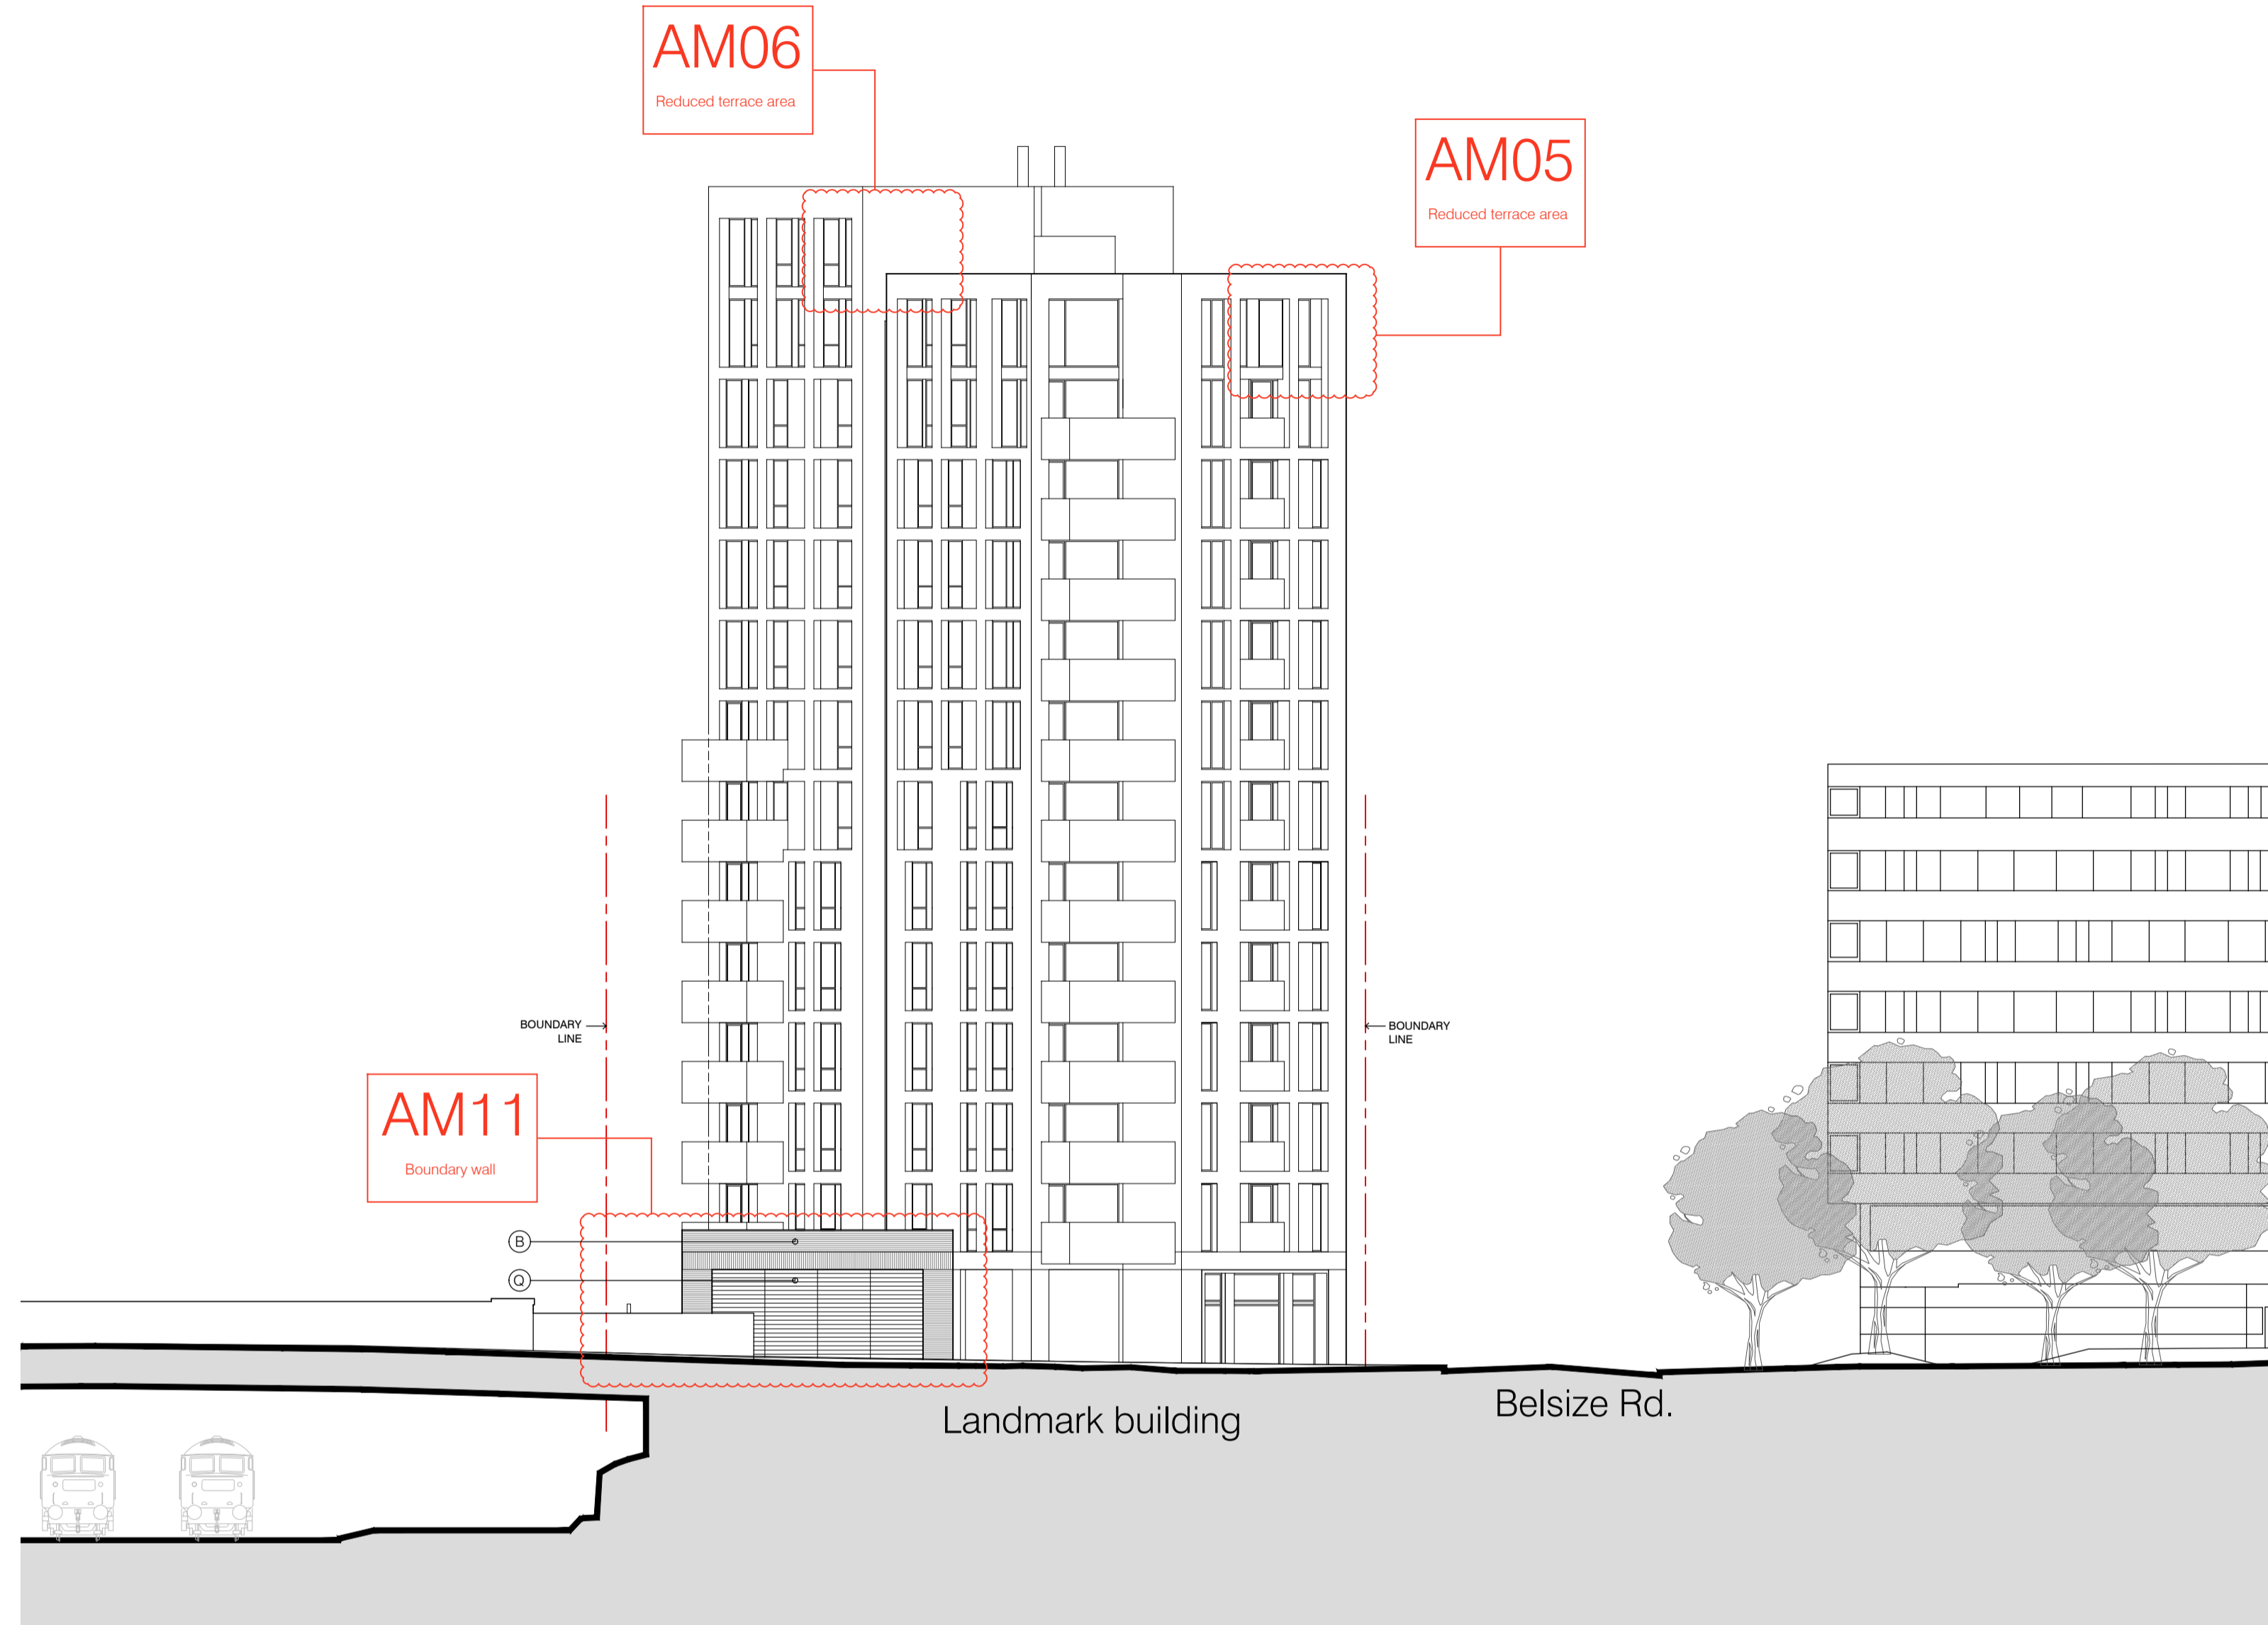 AM06
Reduced terrace area
AM05
Reduced terrace area
BOUNDARY
LINE
BOUNDARY
LINE
AM11
Boundary wall
B
Q
Landmark building
Belsize Rd.